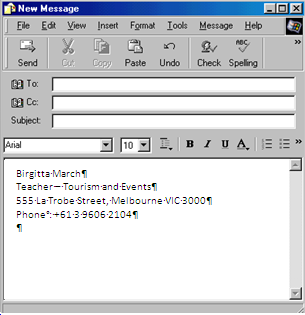 New Message
File Edit View Insert Format Tools Message Help
Send Cut Copy Paste Undo Check Spelling
To:
Cc:
Subject:
Arial 10 B I U A
Birgitta·March¶
Teacher–·Tourism·and·Events¶
555·La·Trobe·Street,·Melbourne·VIC·3000¶
Phone°:·+61·3·9606·2104¶
¶